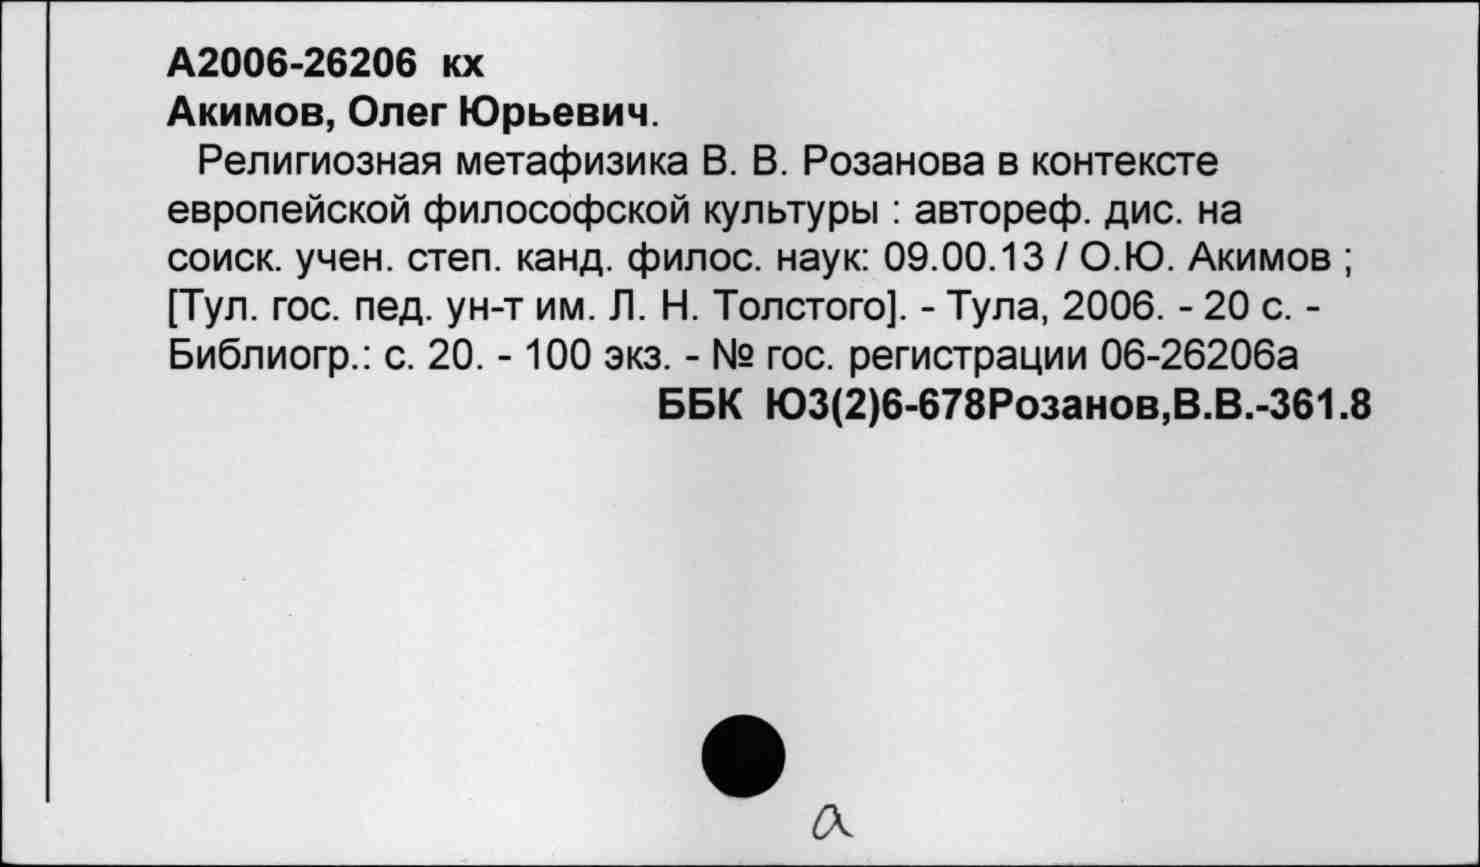 А2006-26206 кх
Акимов, Олег Юрьевич.
Религиозная метафизика В. В. Розанова в контексте
европейской философской культуры : автореф. дис. на
соиск. учен. степ. канд. филос. наук: 09.00.13 / О.Ю. Акимов ;
[Тул. гос. пед. ун-т им. Л. Н. Толстого]. - Тула, 2006. - 20 с. -
Библиогр.: с. 20. - 100 экз. - № гос. регистрации 06-26206а
ББК Ю3(2)6-678Розанов,В.В.-361.8
а